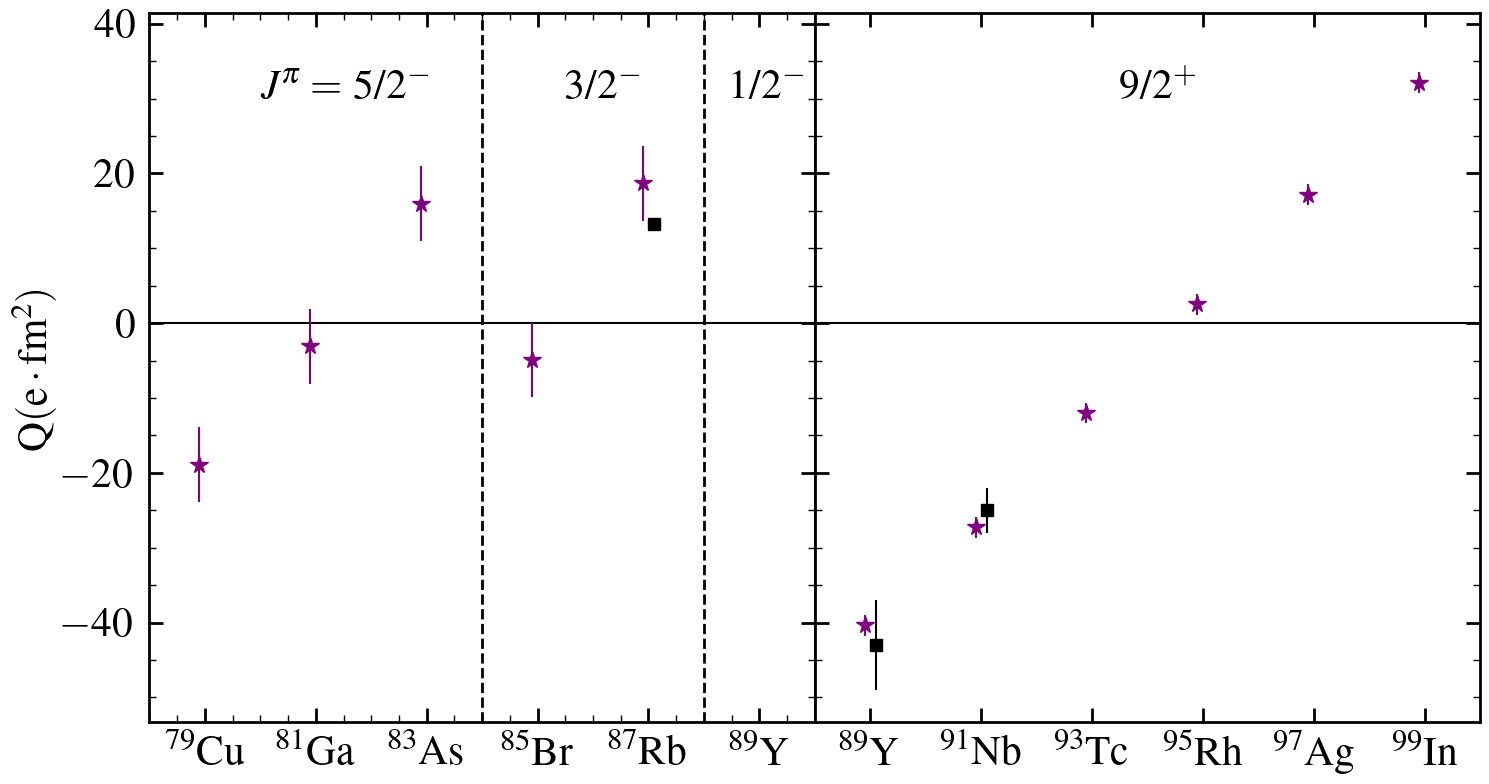 40
20
0
−20
−40
Q(e·fm²)
Jπ = 5/2⁻
3/2⁻
1/2⁻
9/2⁺
⁷⁹Cu ⁸¹Ga ⁸³As ⁸⁵Br ⁸⁷Rb ⁸⁹Y ⁸⁹Y ⁹¹Nb ⁹³Tc ⁹⁵Rh ⁹⁷Ag ⁹⁹In